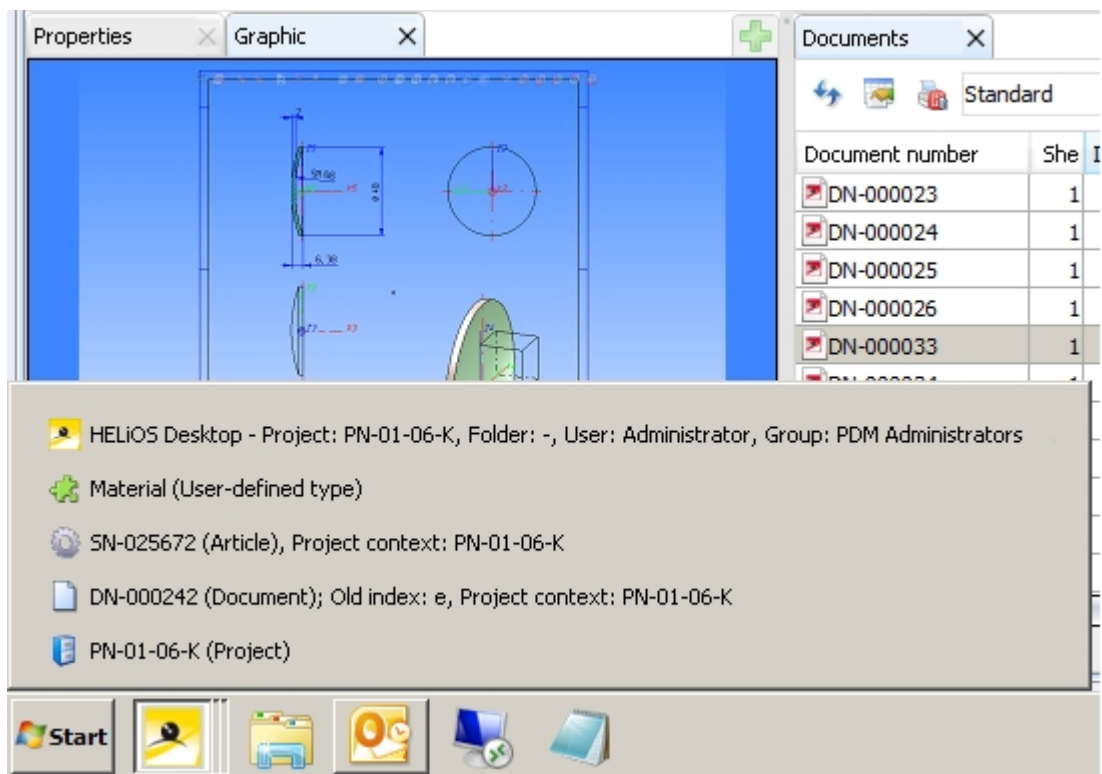 Properties
Graphic
Documents
Standard
Document number She
DN-000023 1
DN-000024 1
DN-000025 1
DN-000026 1
DN-000033 1
6,38
HELiOS Desktop - Project: PN-01-06-K, Folder: -, User: Administrator, Group: PDM Administrators
Material (User-defined type)
SN-025672 (Article), Project context: PN-01-06-K
DN-000242 (Document); Old index: e, Project context: PN-01-06-K
PN-01-06-K (Project)
Start